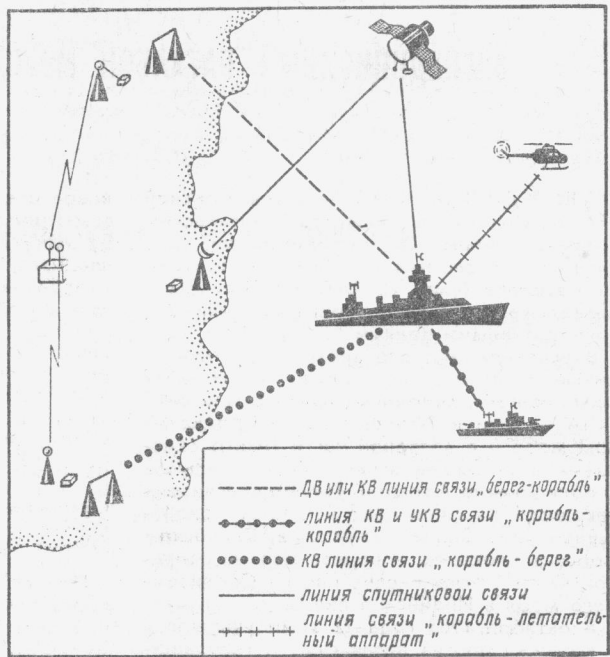 ДВ ИЛИ КВ ЛИНИЯ СВЯЗИ „БЕРЕГ-КОРАБЛЬ"
ЛИНИЯ КВ И УКВ СВЯЗИ „КОРАБЛЬ-
КОРАБЛЬ"
КВ ЛИНИЯ СВЯЗИ „КОРАБЛЬ - БЕРЕГ"
ЛИНИЯ СПУТНИКОВОЙ СВЯЗИ
ЛИНИЯ СВЯЗИ „КОРАБЛЬ-ЛЕТАТЕЛЬ-
НЫЙ АППАРАТ"